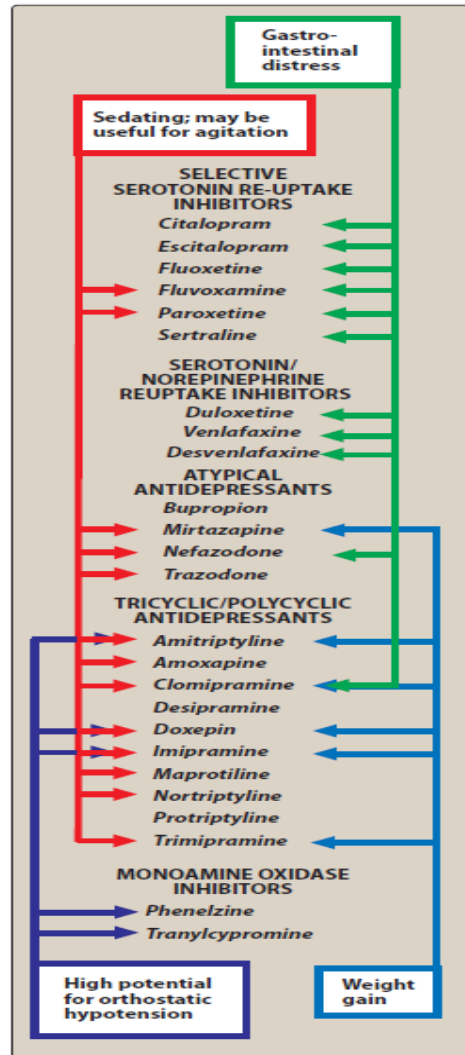 Gastro-
intestinal
distress
Sedating; may be
useful for agitation
SELECTIVE
SEROTONIN RE-UPTAKE
INHIBITORS
Citalopram
Escitalopram
Fluoxetine
Fluvoxamine
Paroxetine
Sertraline
SEROTONIN/
NOREPINEPHRINE
REUPTAKE INHIBITORS
Duloxetine
Venlafaxine
Desvenlafaxine
ATYPICAL
ANTIDEPRESSANTS
Bupropion
Mirtazapine
Nefazodone
Trazodone
TRICYCLIC/POLYCYCLIC
ANTIDEPRESSANTS
Amitriptyline
Amoxapine
Clomipramine
Desipramine
Doxepin
Imipramine
Maprotiline
Nortriptyline
Protriptyline
Trimipramine
MONOAMINE OXIDASE
INHIBITORS
Phenelzine
Tranylcypromine
High potential
for orthostatic
hypotension
Weight
gain